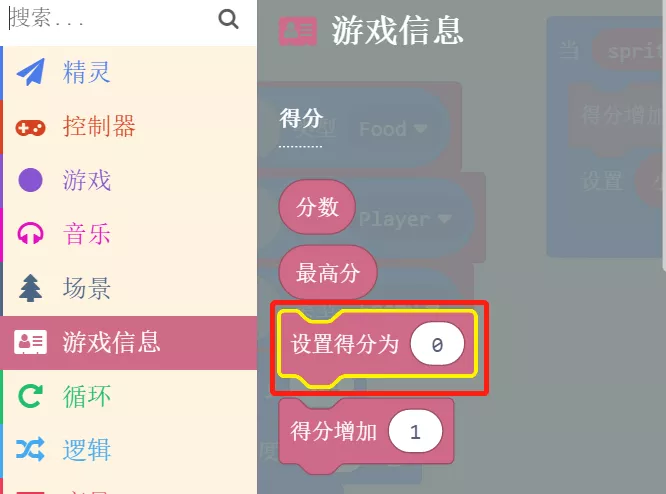 搜索...
精灵
控制器
游戏
音乐
场景
游戏信息
循环
逻辑
游戏信息
得分
分数
最高分
设置得分为 0
得分增加 1
类型 Food
Player
当 sprit
得分增加
设置
度